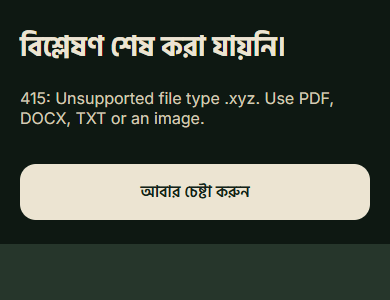 বিশ্লেষণ শেষ করা যায়নি।
415: Unsupported file type .xyz. Use PDF,
DOCX, TXT or an image.
আবার চেষ্টা করুন